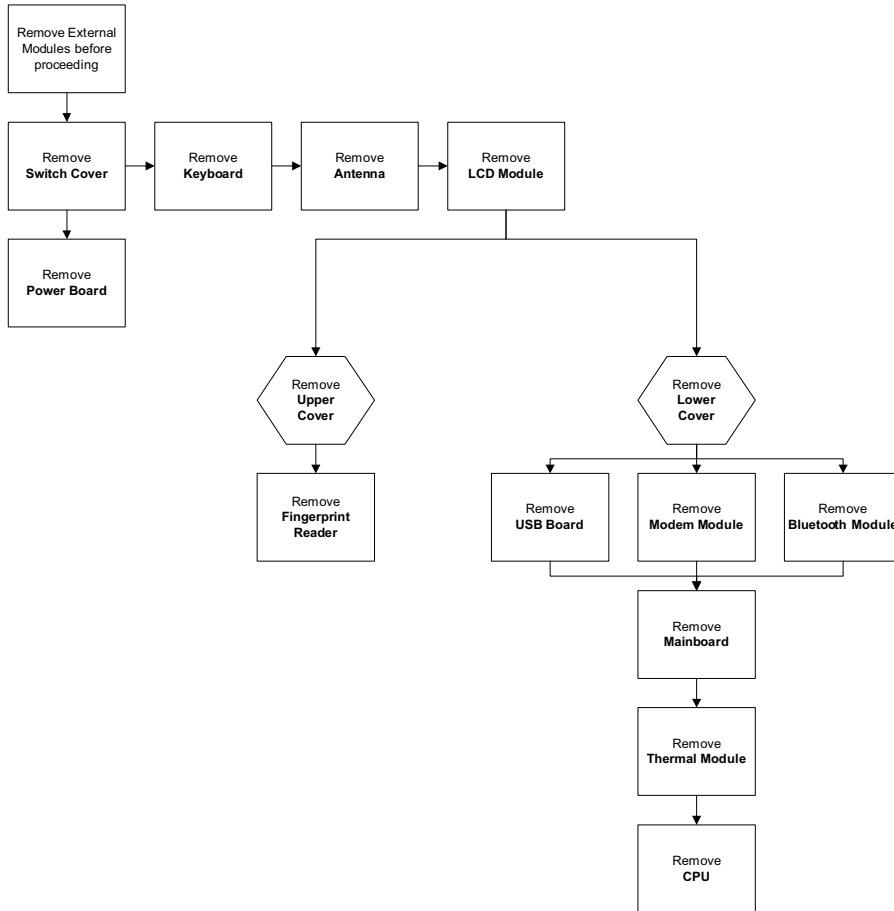 Remove External
Modules before
proceeding
Remove
Switch Cover
Remove
Keyboard
Remove
Antenna
Remove
LCD Module
Remove
Power Board
Remove
Upper
Cover
Remove
Lower
Cover
Remove
Fingerprint
Reader
Remove
USB Board
Remove
Modem Module
Remove
Bluetooth Module
Remove
Mainboard
Remove
Thermal Module
Remove
CPU